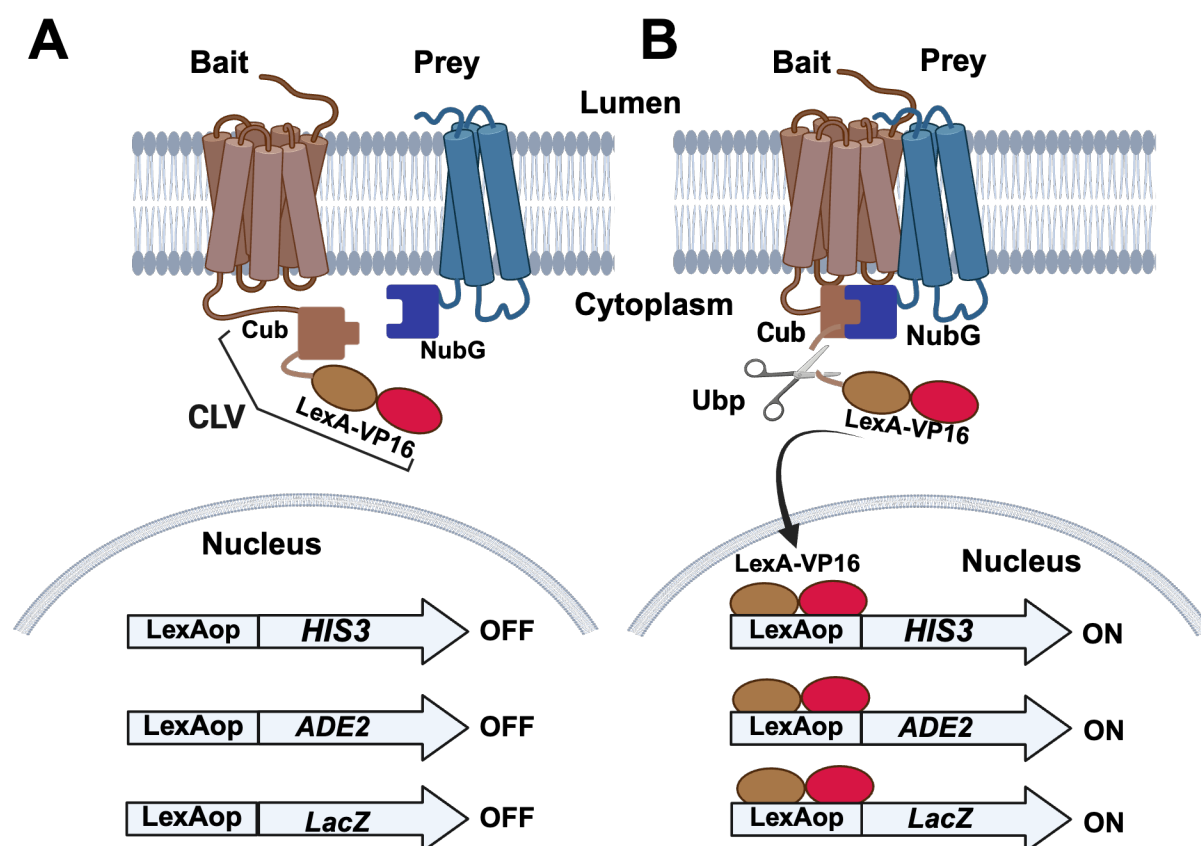 A
Bait
Prey
Cub
NubG
CLV
LexA-VP16
Nucleus
LexAop HIS3 OFF
LexAop ADE2 OFF
LexAop LacZ OFF
Lumen
Cytoplasm
B
Bait
Prey
Cub
NubG
Ubp
LexA-VP16
LexA-VP16
Nucleus
LexAop HIS3 ON
LexAop ADE2 ON
LexAop LacZ ON